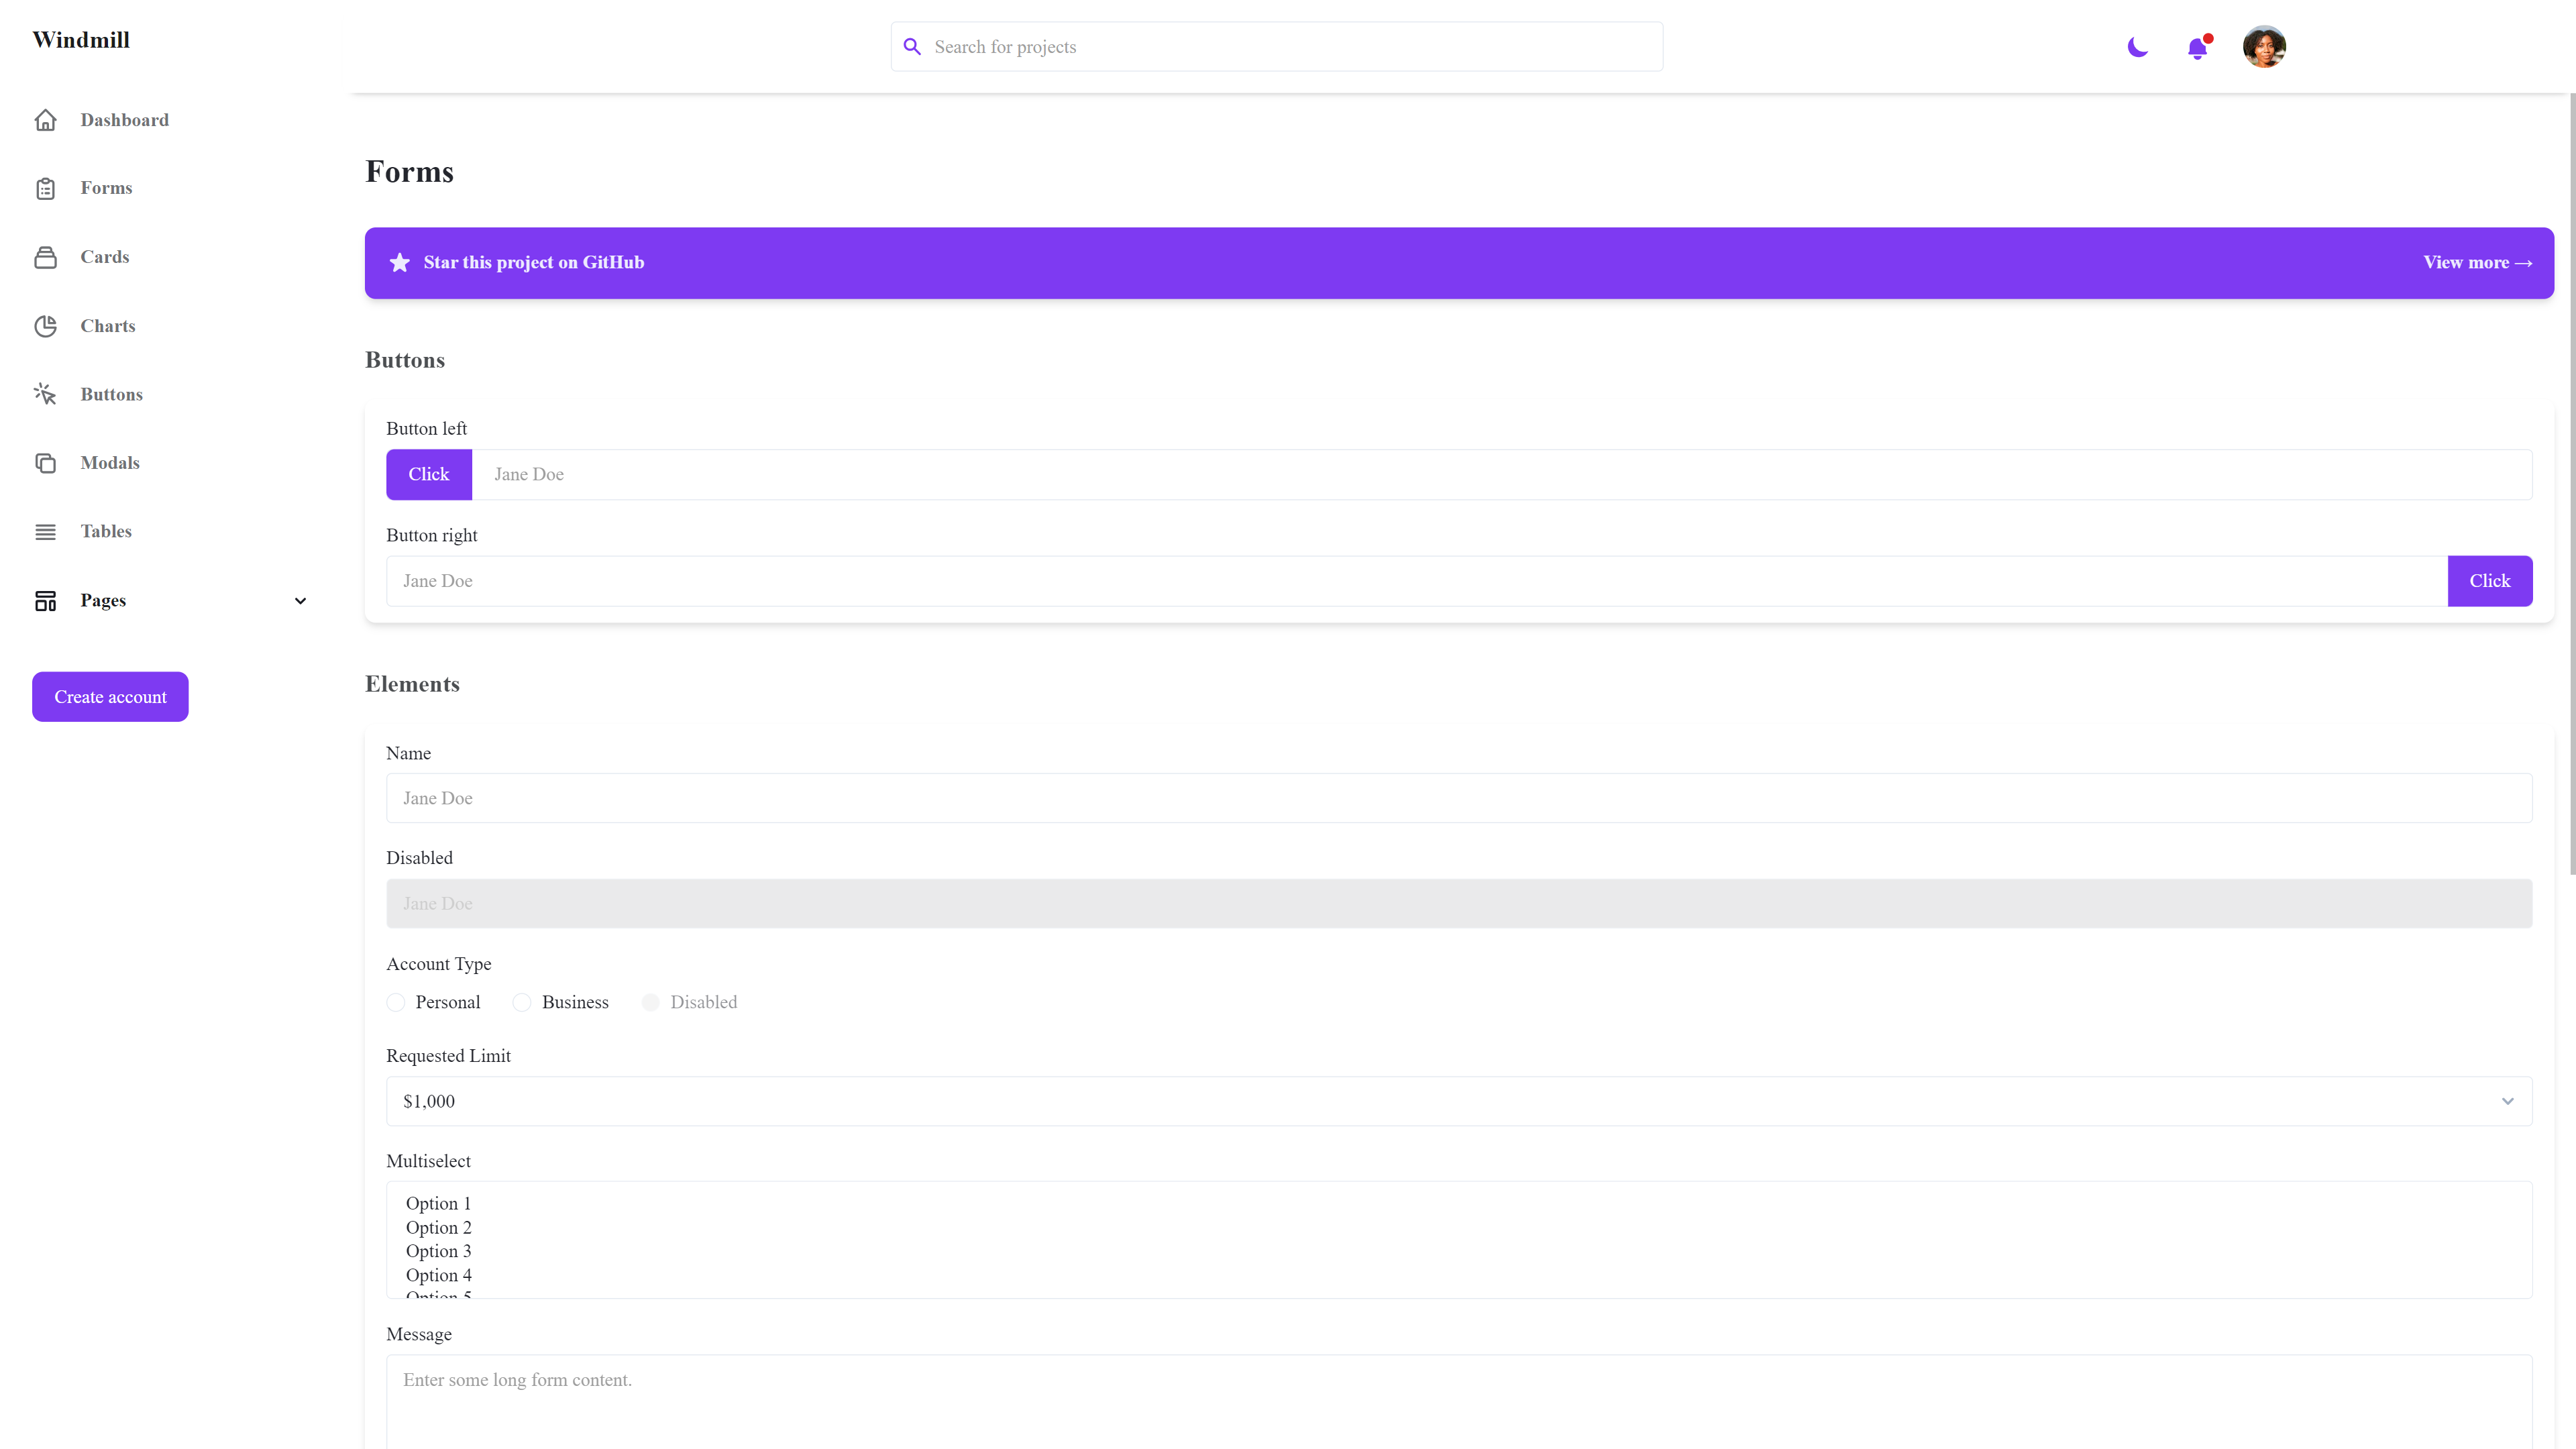 Windmill
Search for projects
Dashboard
Forms
Cards
Charts
Buttons
Modals
Tables
Pages
Create account
Forms
Star this project on GitHub
View more →
Buttons
Button left
Click
Jane Doe
Button right
Jane Doe
Click
Elements
Name
Jane Doe
Disabled
Jane Doe
Account Type
Personal
Business
Disabled
Requested Limit
$1,000
Multiselect
Option 1
Option 2
Option 3
Option 4
Option 5
Message
Enter some long form content.